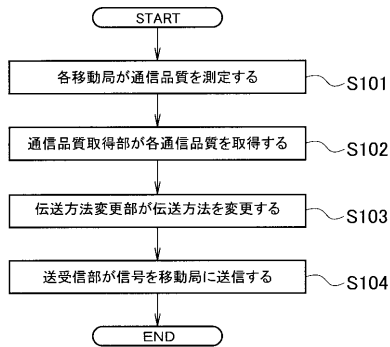 START
各移動局が通信品質を測定する
S101
通信品質取得部が各通信品質を取得する
S102
伝送方法変更部が伝送方法を変更する
S103
送受信部が信号を移動局に送信する
S104
END